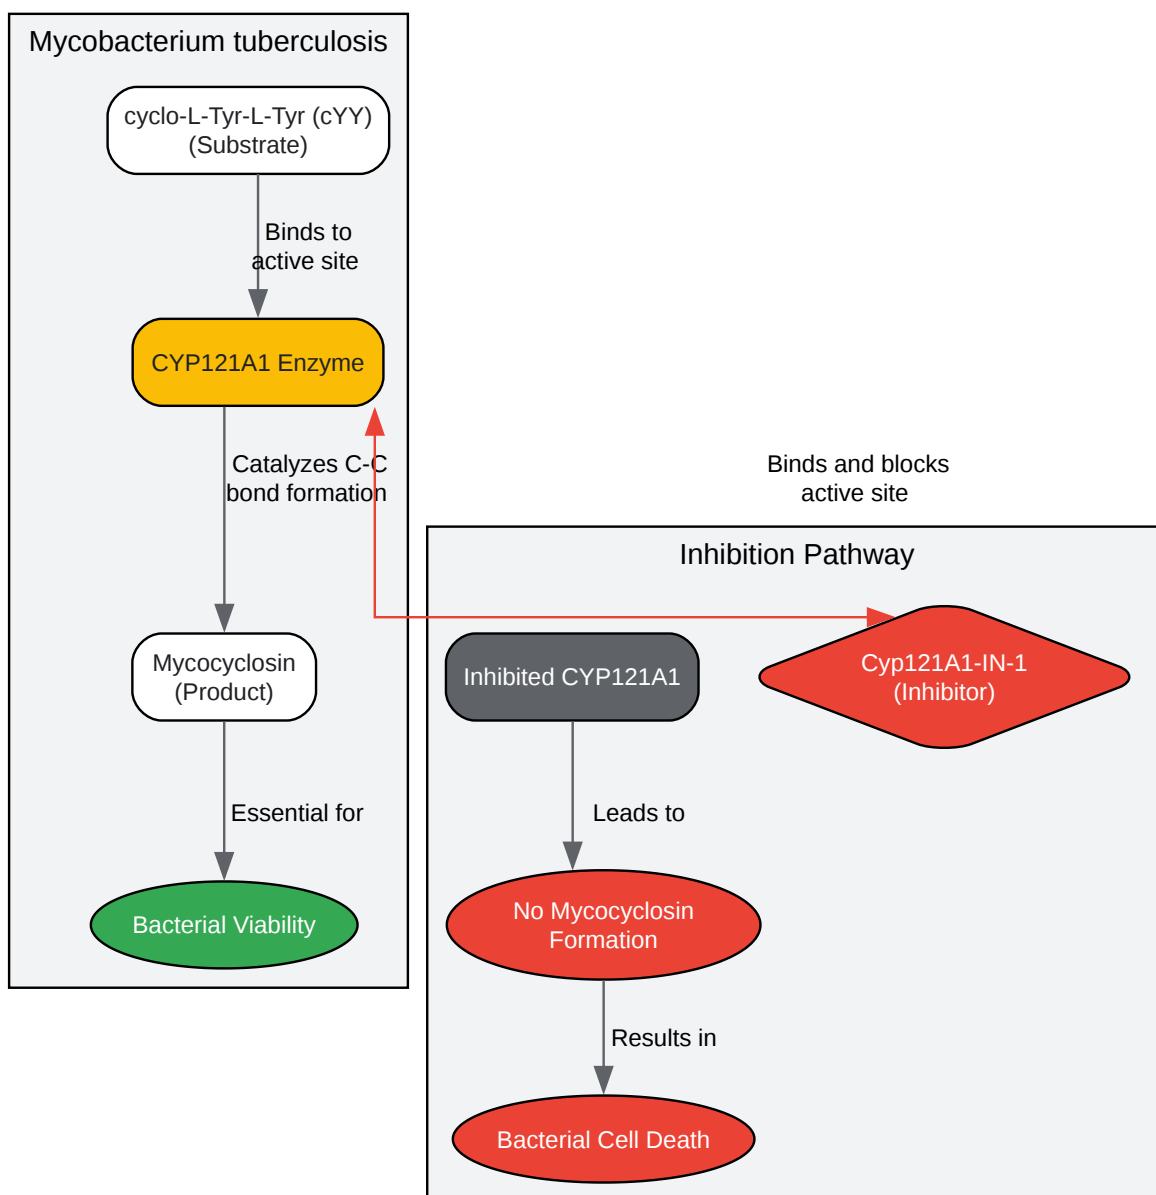 Mycobacterium tuberculosis
cyclo-L-Tyr-L-Tyr (cYY)
(Substrate)
Binds to
active site
CYP121A1 Enzyme
Catalyzes C-C
bond formation
Mycocyclosin
(Product)
Essential for
Bacterial Viability
Binds and blocks
active site
Inhibition Pathway
Inhibited CYP121A1
Cyp121A1-IN-1
(Inhibitor)
Leads to
No Mycocyclosin
Formation
Results in
Bacterial Cell Death